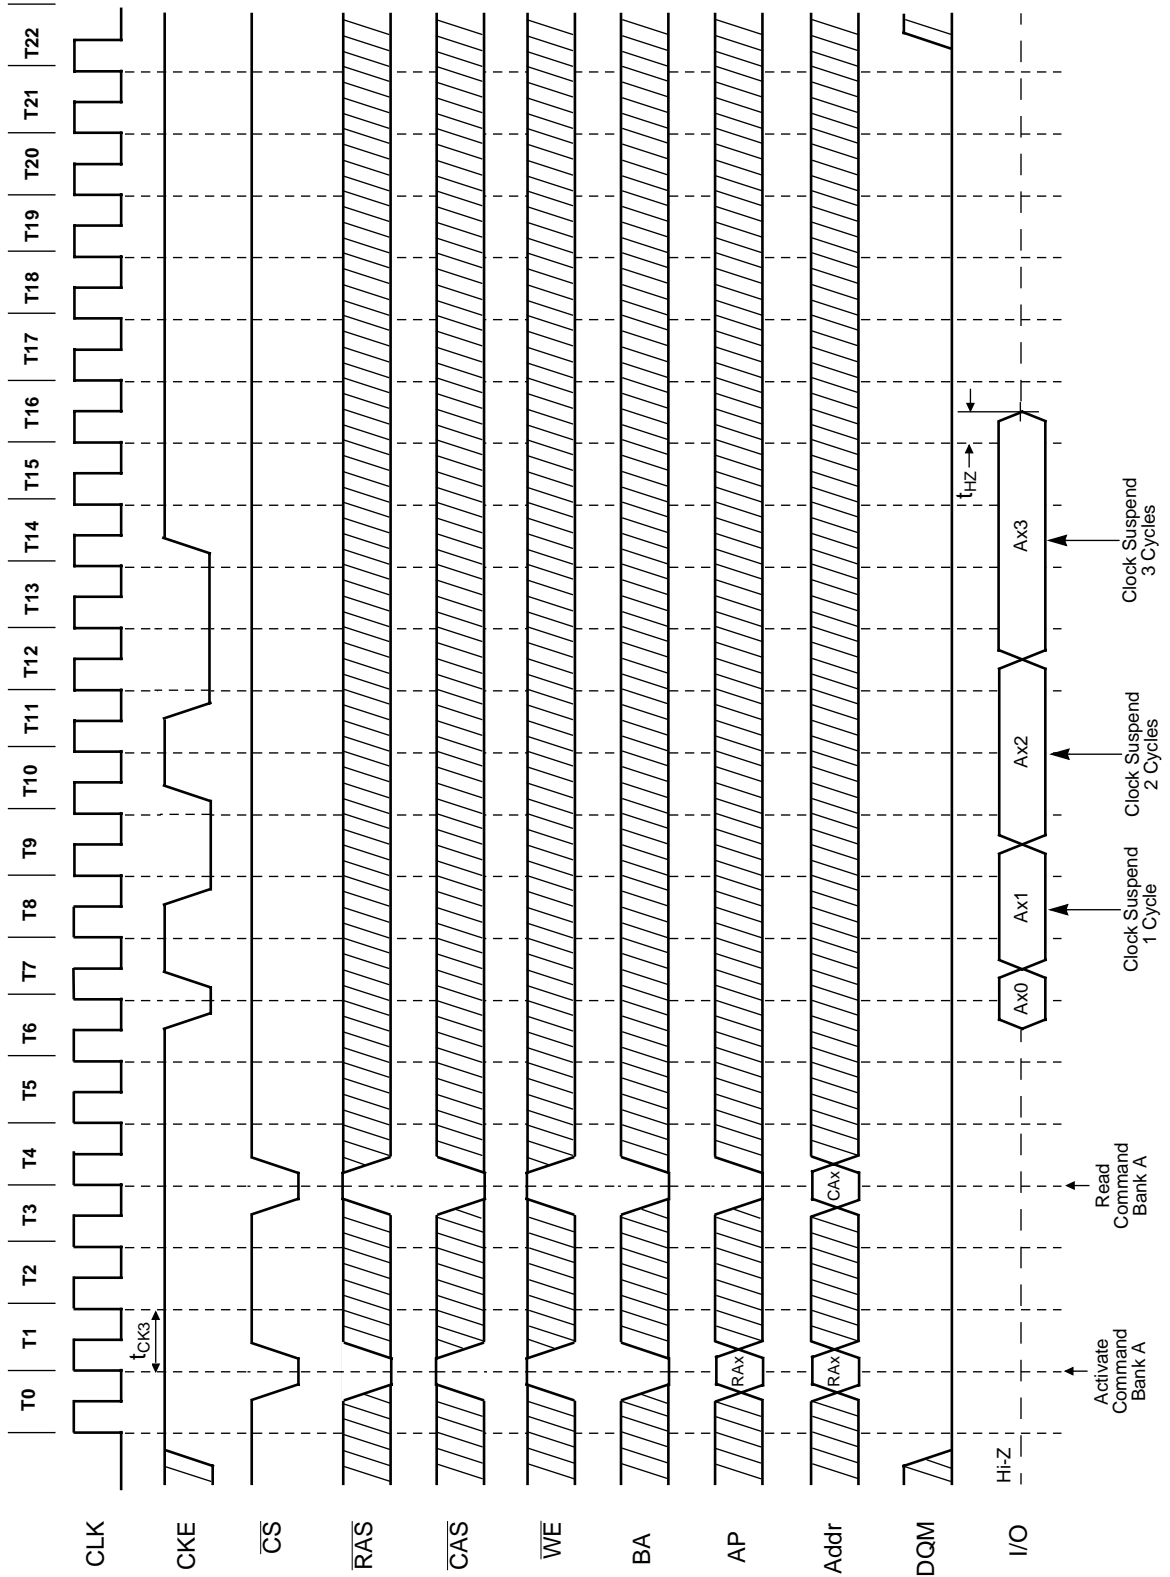 T0 T1 T2 T3 T4 T5 T6 T7 T8 T9 T10 T11 T12 T13 T14 T15 T16 T17 T18 T19 T20 T21 T22
CLK
tCK3
CKE
CS
RAS
CAS
WE
BA
AP
RAx
Addr
RAx CAx
DQM
tHZ
I/O
Hi-Z
Ax0 Ax1 Ax2 Ax3
Activate
Command
Bank A
Read
Command
Bank A
Clock Suspend
1 Cycle
Clock Suspend
2 Cycles
Clock Suspend
3 Cycles